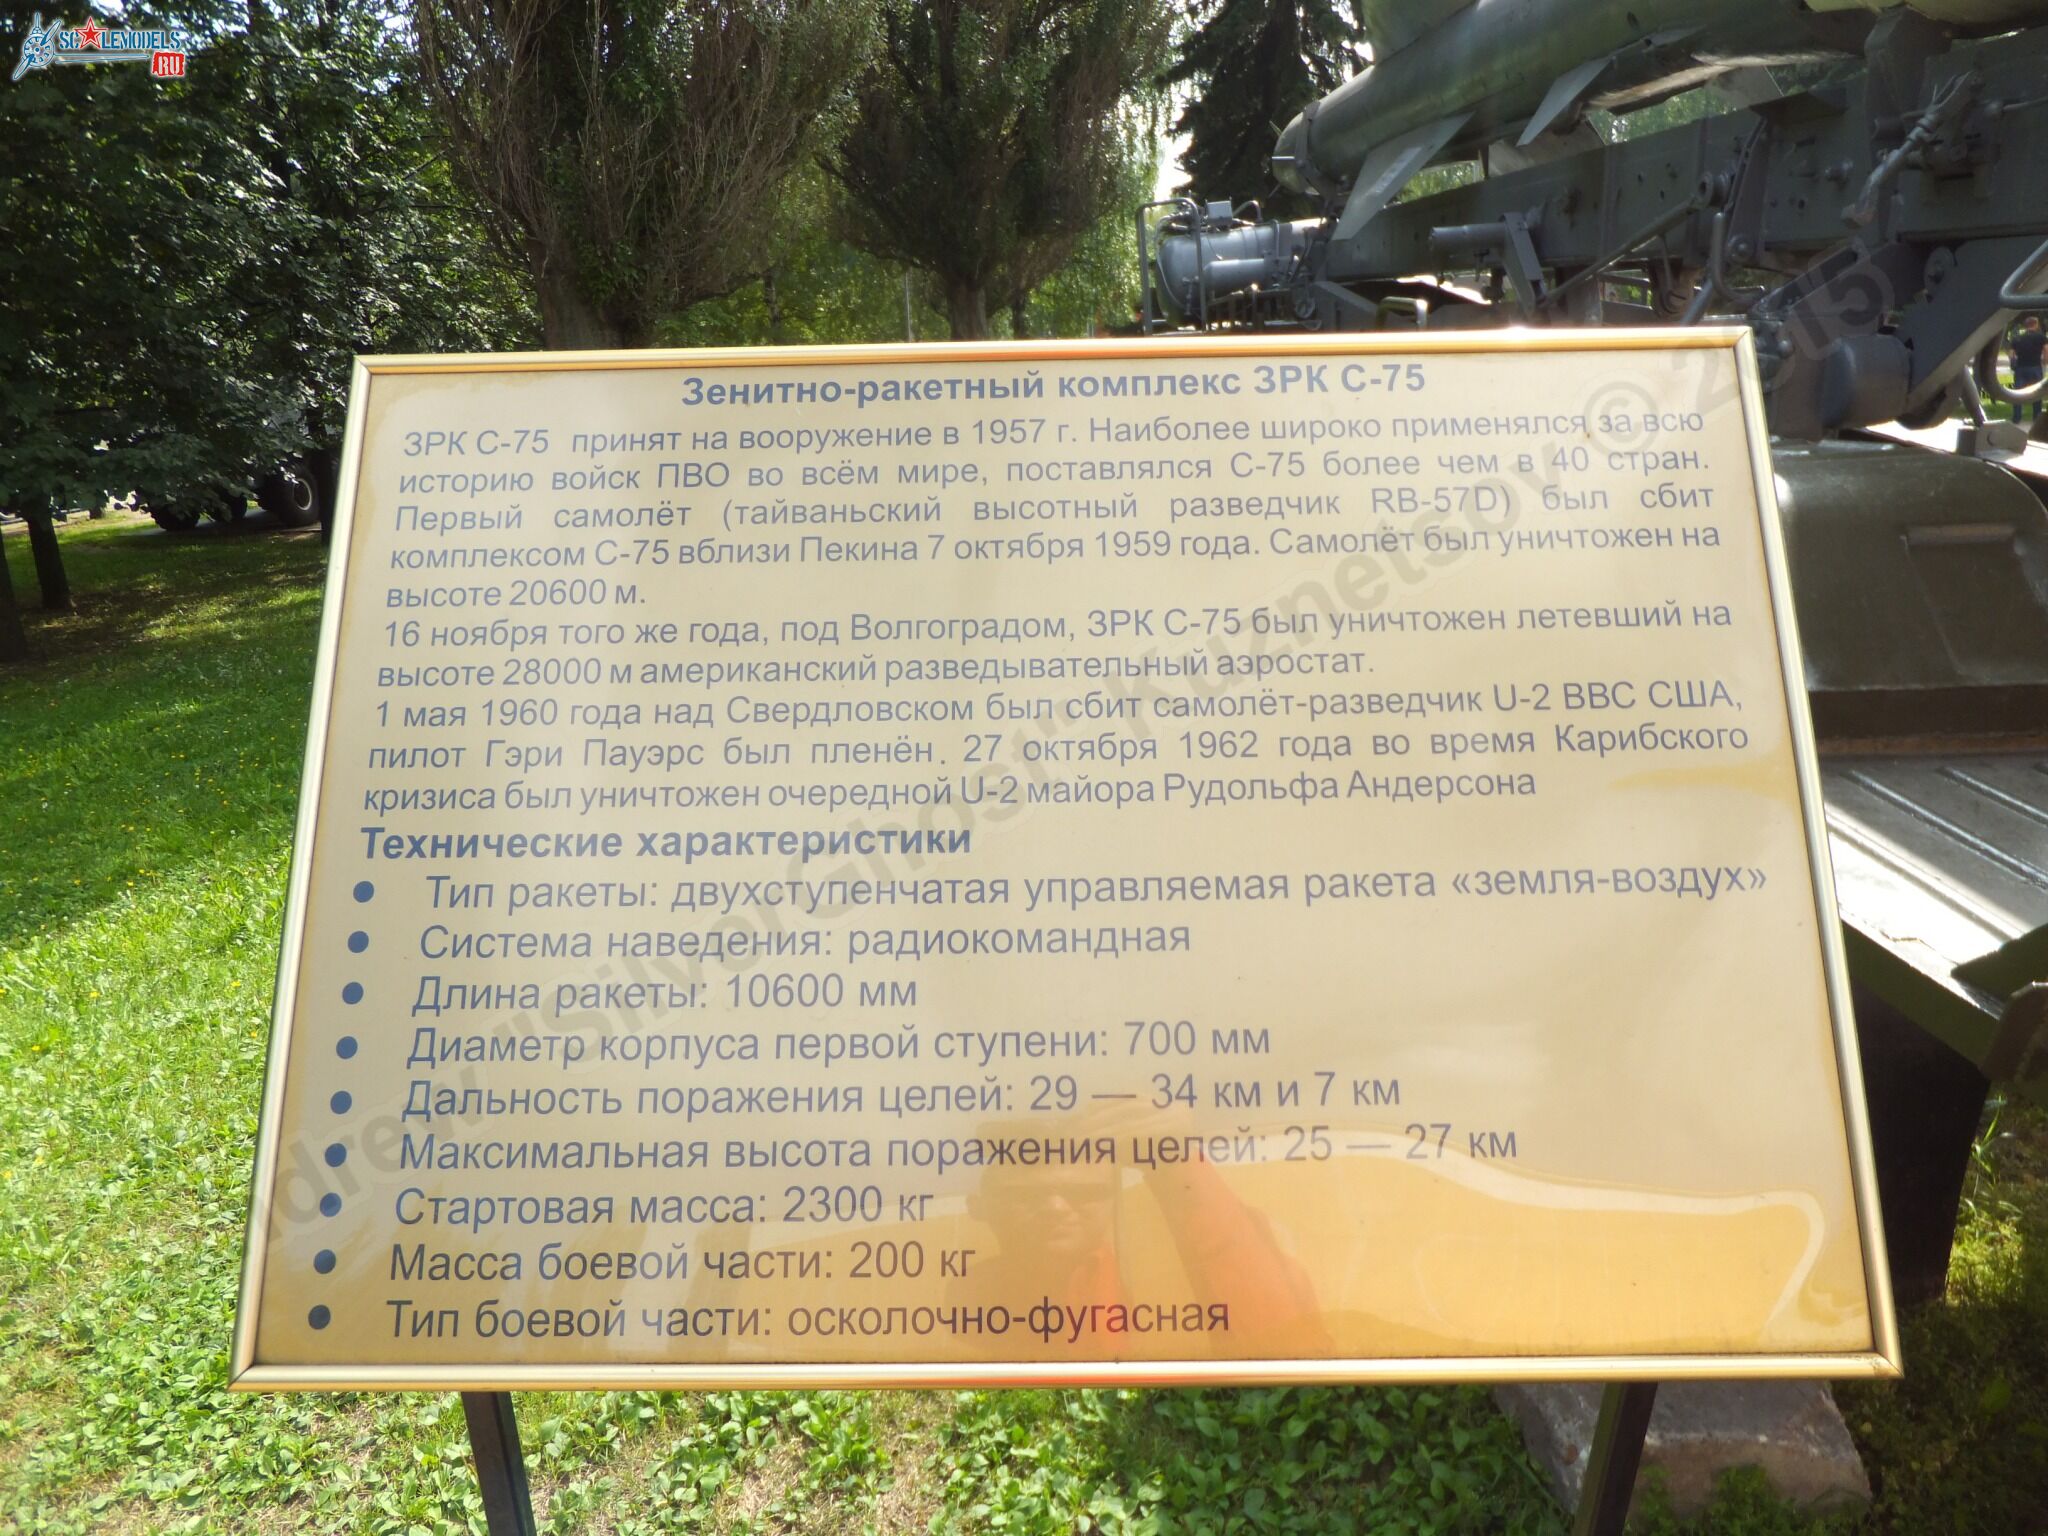 SCALEMODELS
.RU
Зенитно-ракетный комплекс ЗРК С-75
ЗРК С-75 принят на вооружение в 1957 г. Наиболее широко применялся за всю
историю войск ПВО во всём мире, поставлялся С-75 более чем в 40 стран.
Первый самолёт (тайваньский высотный разведчик RB-57D) был сбит
комплексом С-75 вблизи Пекина 7 октября 1959 года. Самолёт был уничтожен на
высоте 20600 м.
16 ноября того же года, под Волгоградом, ЗРК С-75 был уничтожен летевший на
высоте 28000 м американский разведывательный аэростат.
1 мая 1960 года над Свердловском был сбит самолёт-разведчик U-2 ВВС США,
пилот Гэри Пауэрс был пленён. 27 октября 1962 года во время Карибского
кризиса был уничтожен очередной U-2 майора Рудольфа Андерсона
Технические характеристики
• Тип ракеты: двухступенчатая управляемая ракета «земля-воздух»
• Система наведения: радиокомандная
• Длина ракеты: 10600 мм
• Диаметр корпуса первой ступени: 700 мм
• Дальность поражения целей: 29 — 34 км и 7 км
• Максимальная высота поражения целей: 25 — 27 км
• Стартовая масса: 2300 кг
• Масса боевой части: 200 кг
• Тип боевой части: осколочно-фугасная
Andrew "SilverGhost" Kuznetsov © 2015